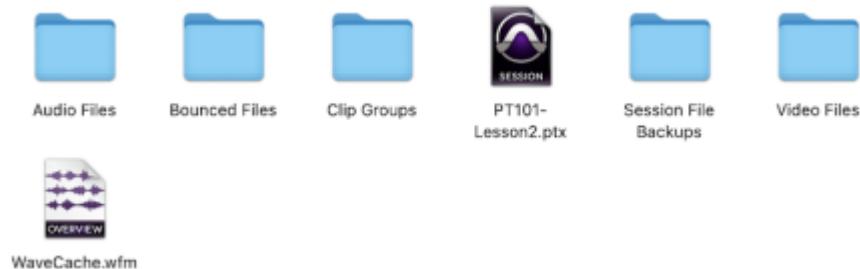 SESSION
Audio Files
Bounced Files
Clip Groups
PT101-
Lesson2.ptx
Session File
Backups
Video Files
OVERVIEW
WaveCache.wfm